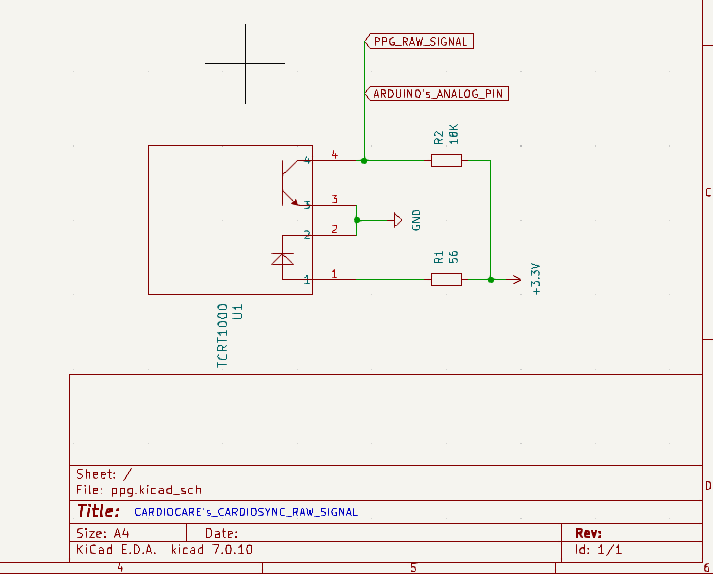 PPG_RAW_SIGNAL
ARDUINO's_ANALOG_PIN
R2
10K
4
4
3
3
GND
2
2
R1
56
1
1
+3.3V
TCRT1000
U1
C
Sheet: /
File: ppg.kicad_sch
D
Title: CARDIOCARE's_CARDIOSYNC_RAW_SIGNAL
Size: A4 Date: Rev:
KiCad E.D.A. kicad 7.0.10 Id: 1/1
4 5 6